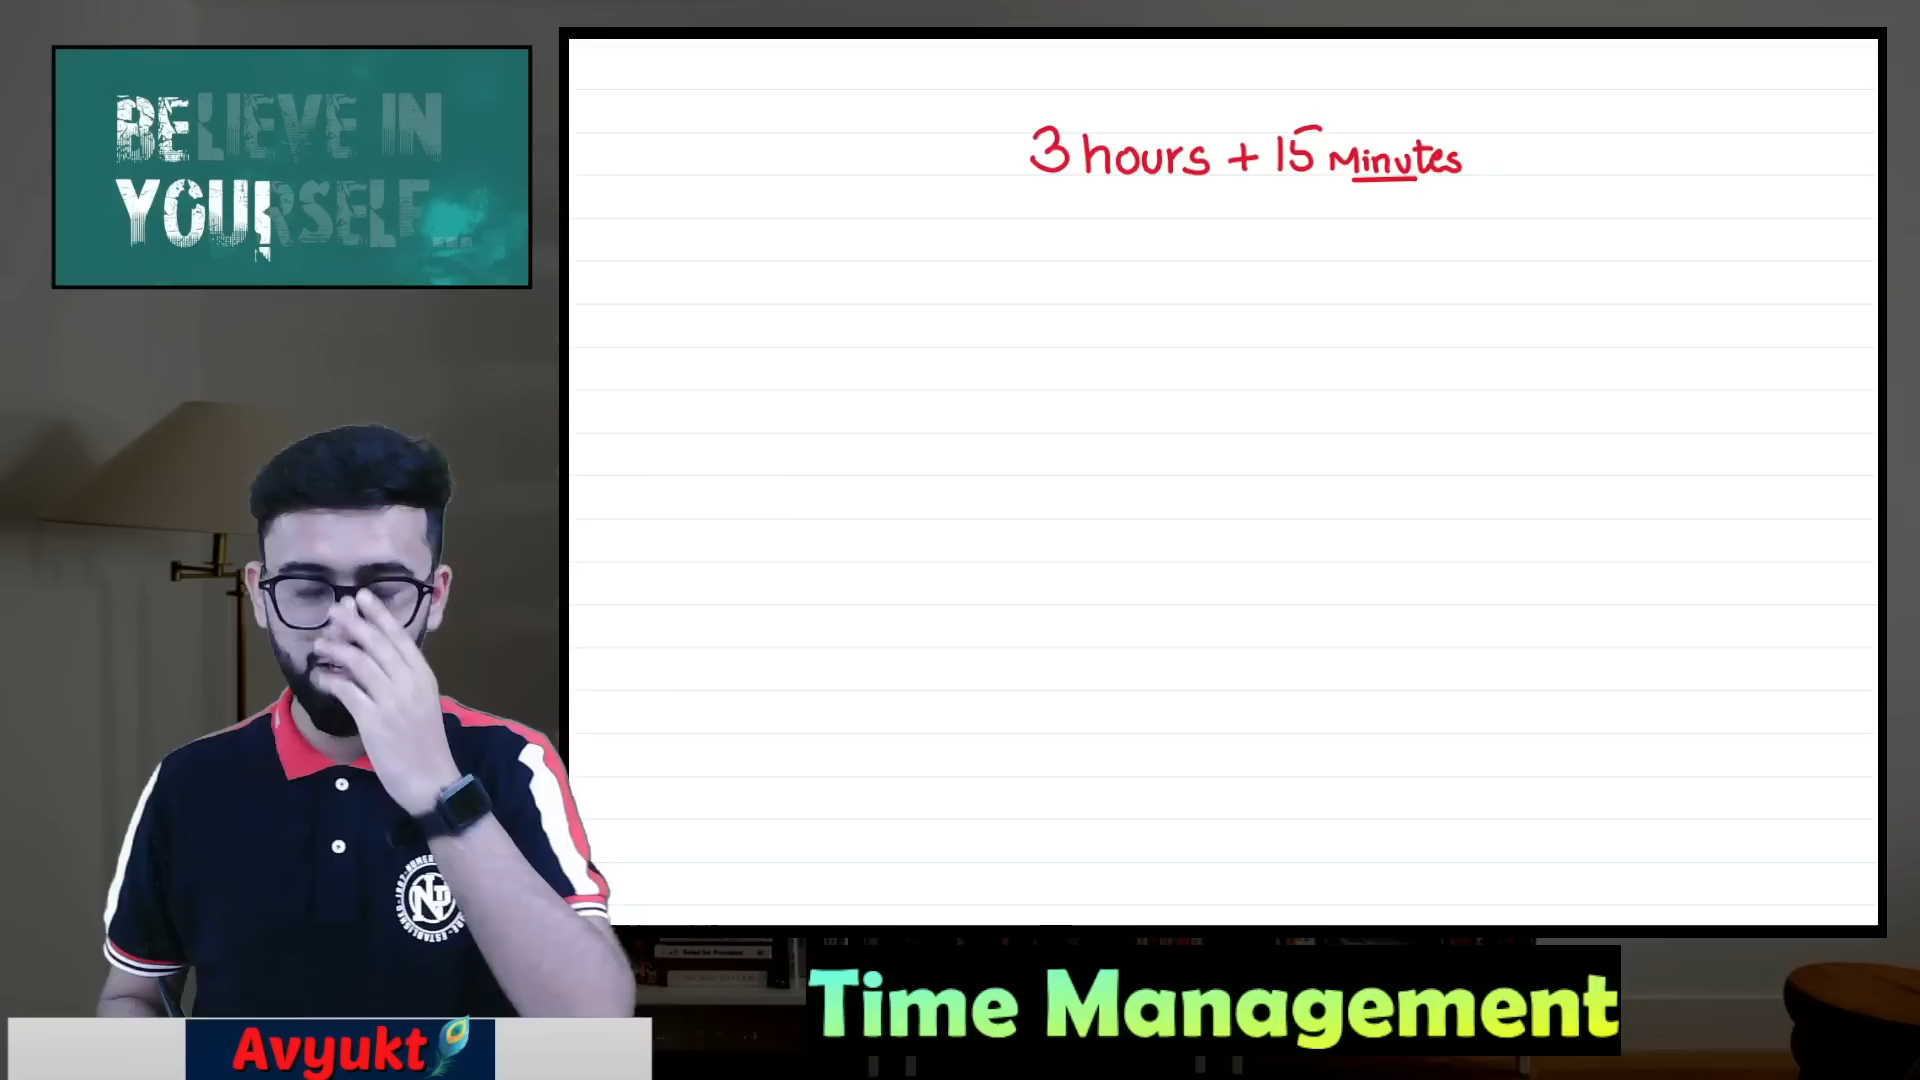 BELIEVE IN
YOURSELF
3 hours + 15 Minutes
Time Management
Avyukt